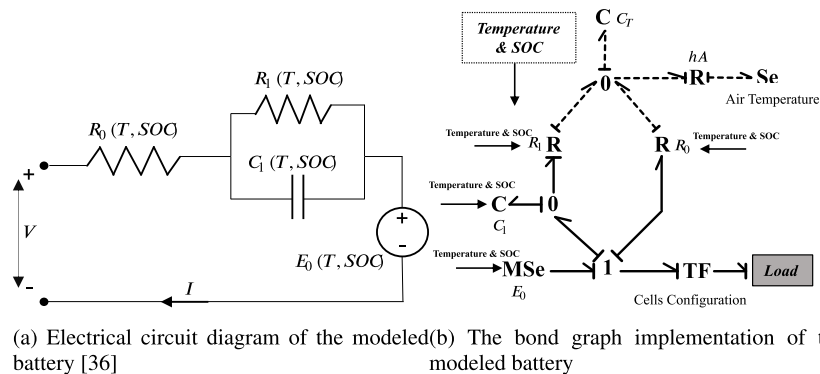 R₀ (T, SOC)
R₁ (T, SOC)
C₁ (T, SOC)
+
V
-
+
-
E₀ (T, SOC)
I
(a) Electrical circuit diagram of the modeled
battery [36]
Temperature
& SOC
C C_T
0
hA
R
Se
Air Temperature
Temperature & SOC
R₁ R
R R₀
Temperature & SOC
Temperature & SOC
C
C₁
0
Temperature & SOC
MSe
E₀
1
TF
Load
Cells Configuration
(b) The bond graph implementation of t
modeled battery